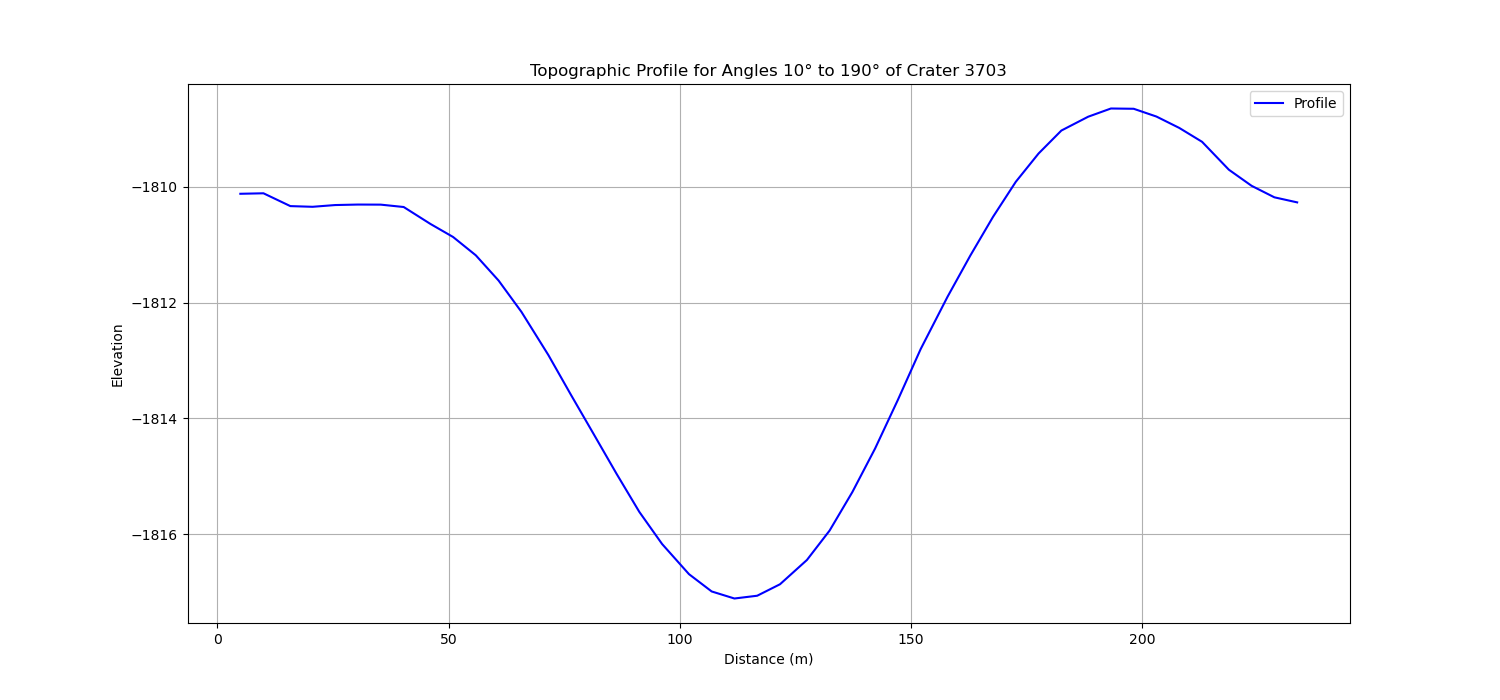 Topographic Profile for Angles 10° to 190° of Crater 3703
Profile
−1810
−1812
−1814
−1816
Elevation
0 50 100 150 200
Distance (m)